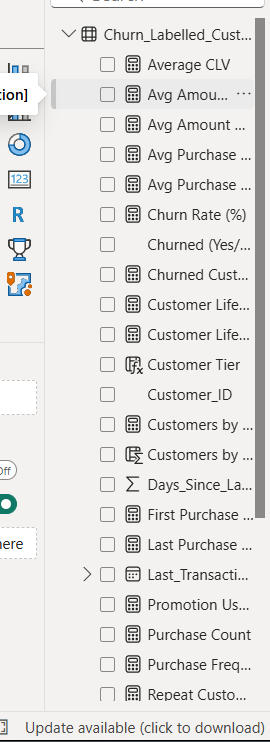 Churn_Labelled_Cust...
Average CLV
tion]
Avg Amou... ...
Avg Amount ...
Avg Purchase ...
123
Avg Purchase ...
R
Churn Rate (%)
Churned (Yes/...
Churned Cust...
Customer Life...
Customer Life...
Customer Tier
Customer_ID
Customers by ...
Customers by ...
Off
Days_Since_La...
First Purchase ...
here
Last Purchase ...
Last_Transacti...
Promotion Us...
Purchase Count
Purchase Freq...
Repeat Custo...
Update available (click to download)